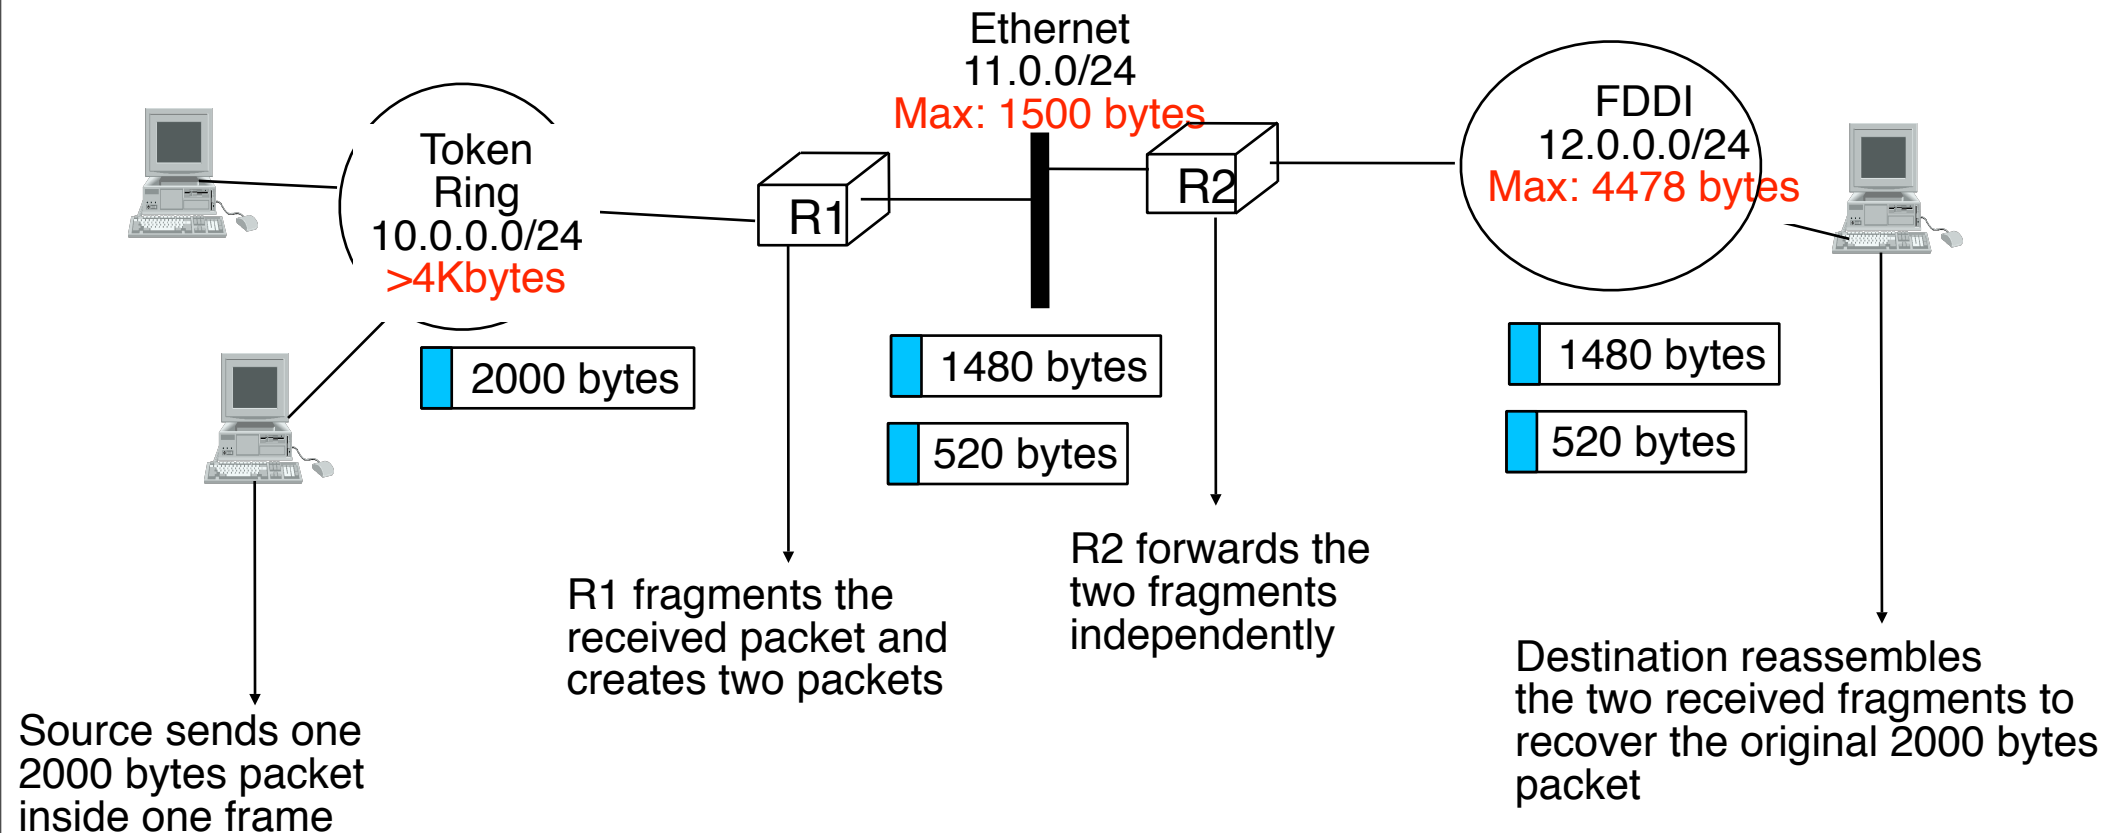 Ethernet
11.0.0/24
Max: 1500 bytes
FDDI
12.0.0.0/24
Max: 4478 bytes
Token
Ring
10.0.0.0/24
>4Kbytes
R1
R2
2000 bytes
1480 bytes
520 bytes
1480 bytes
520 bytes
Source sends one
2000 bytes packet
inside one frame
R1 fragments the
received packet and
creates two packets
R2 forwards the
two fragments
independently
Destination reassembles
the two received fragments to
recover the original 2000 bytes
packet